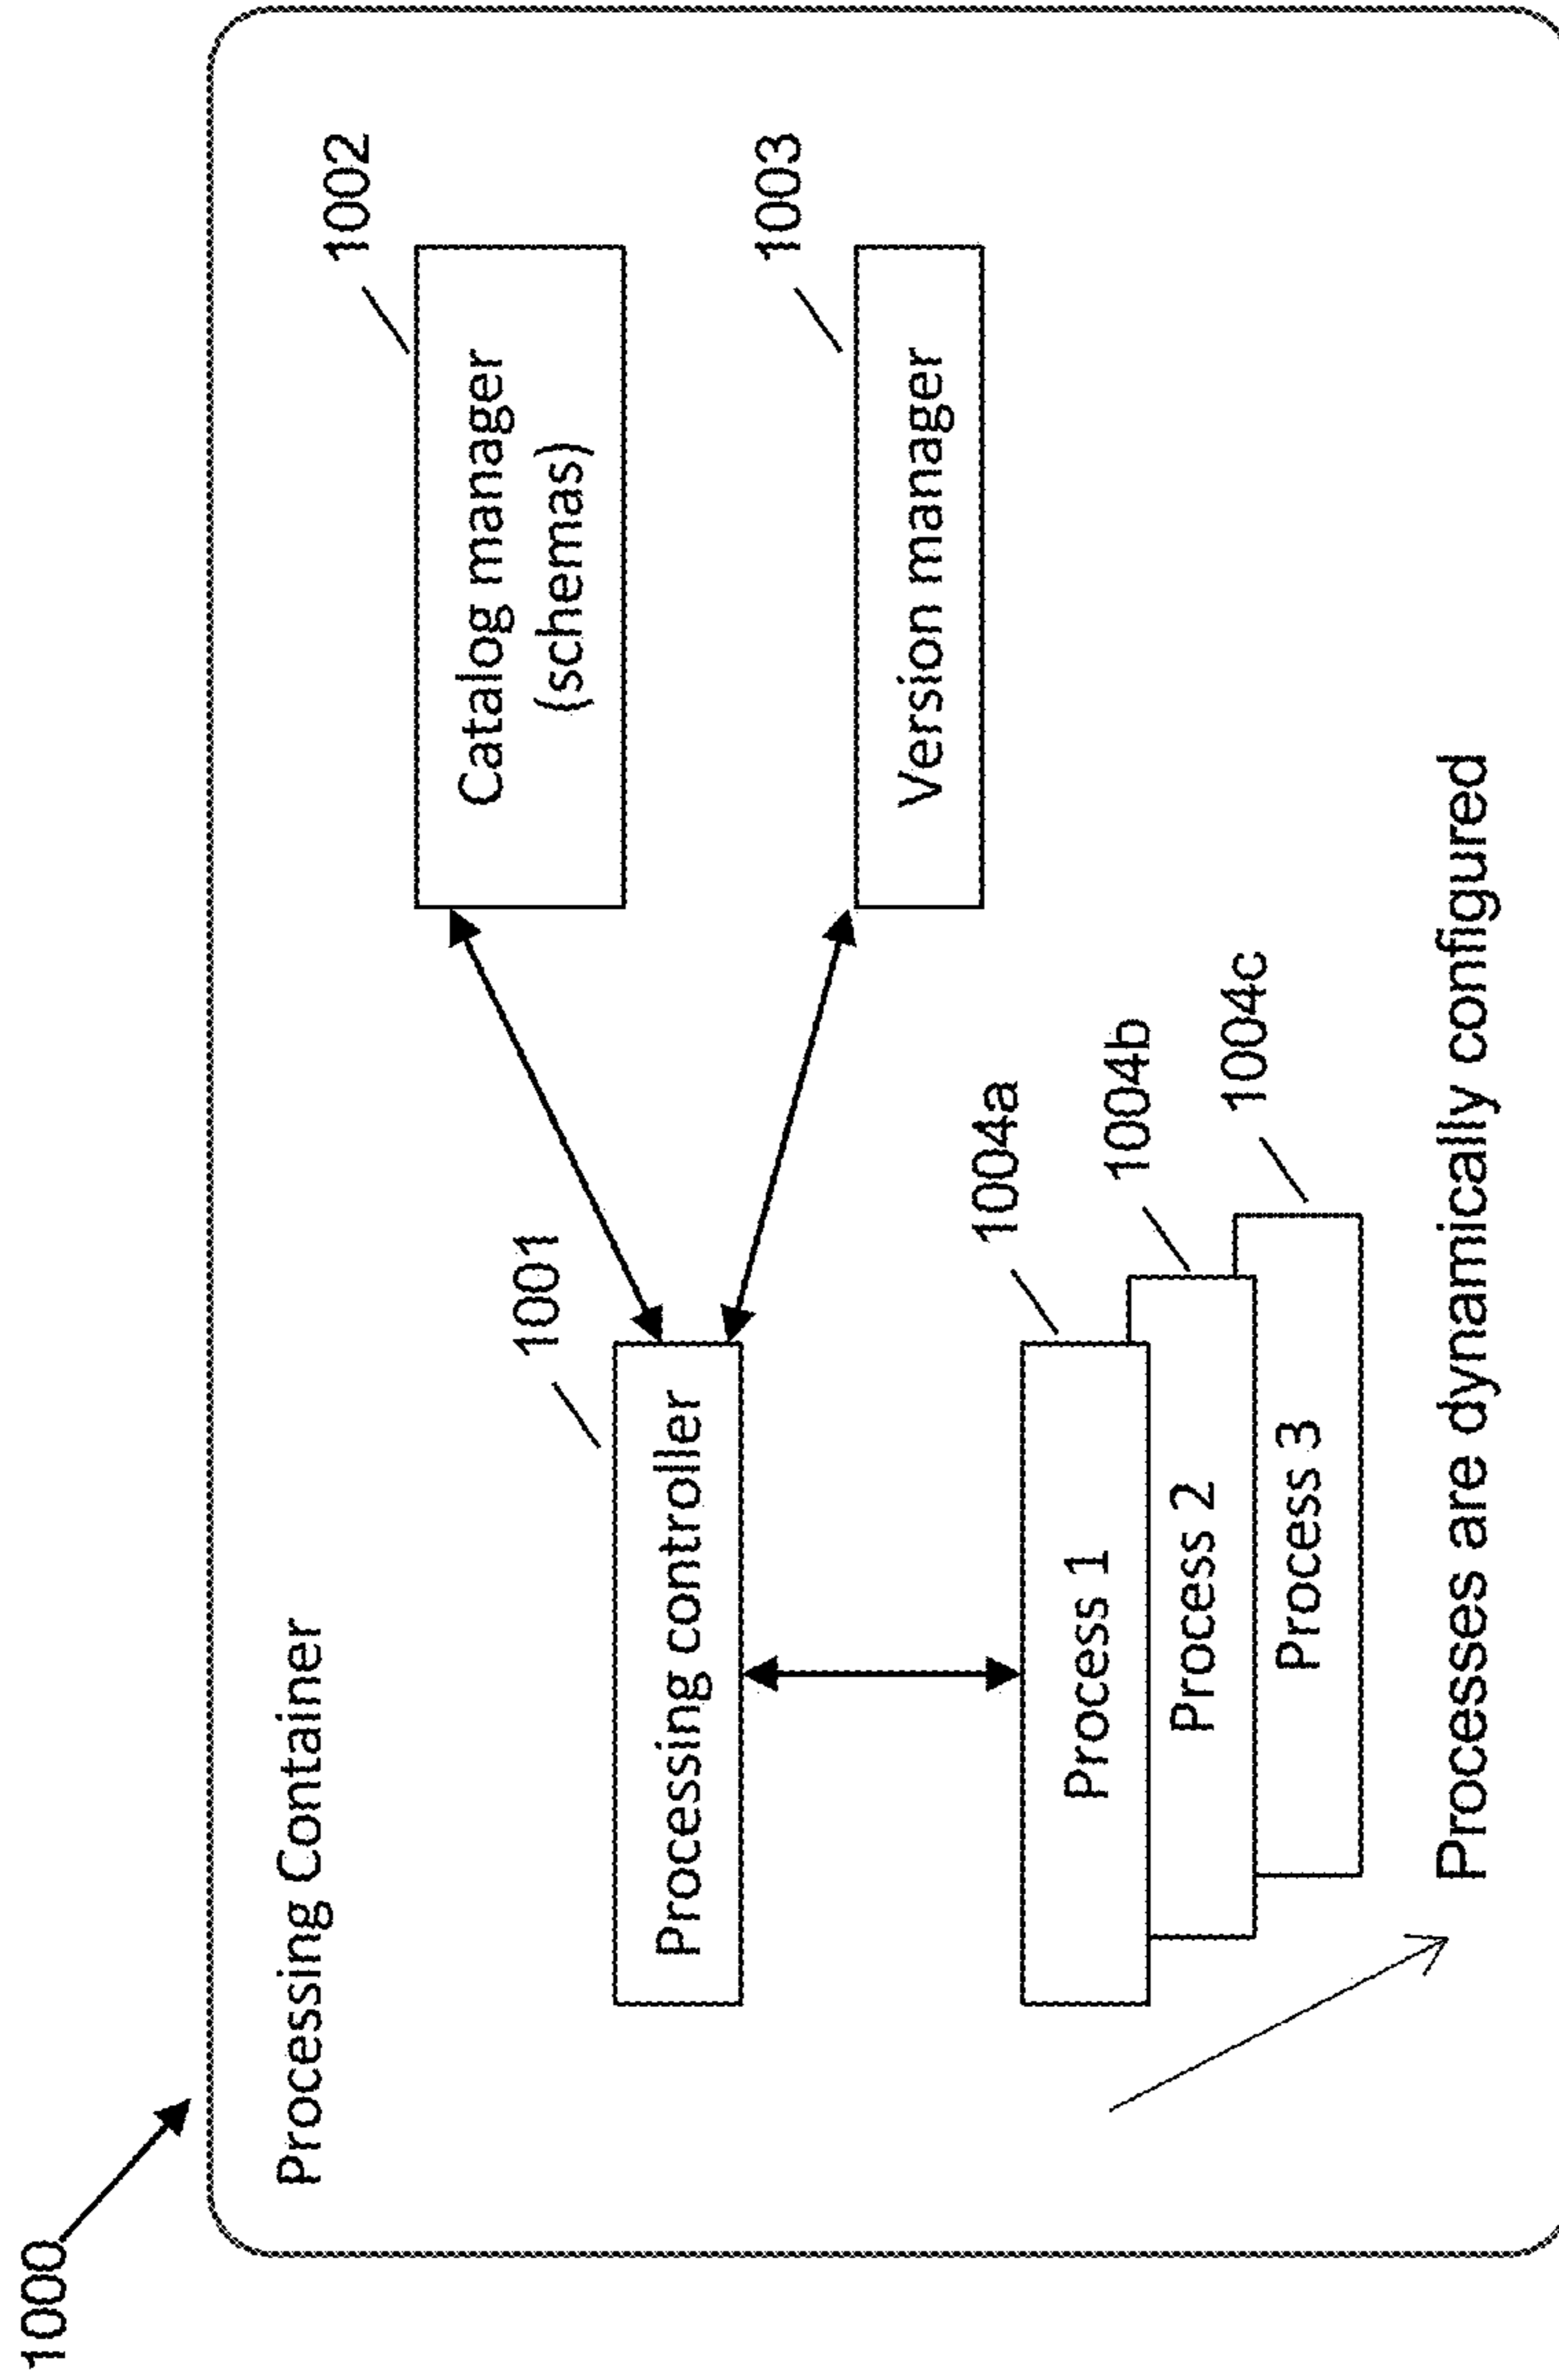 1000
Processing Container
1002
Catalog manager
(schemas)
1001
Processing controller
1003
Version manager
1004a
Process 1
1004b
Process 2
1004c
Process 3
Processes are dynamically configured